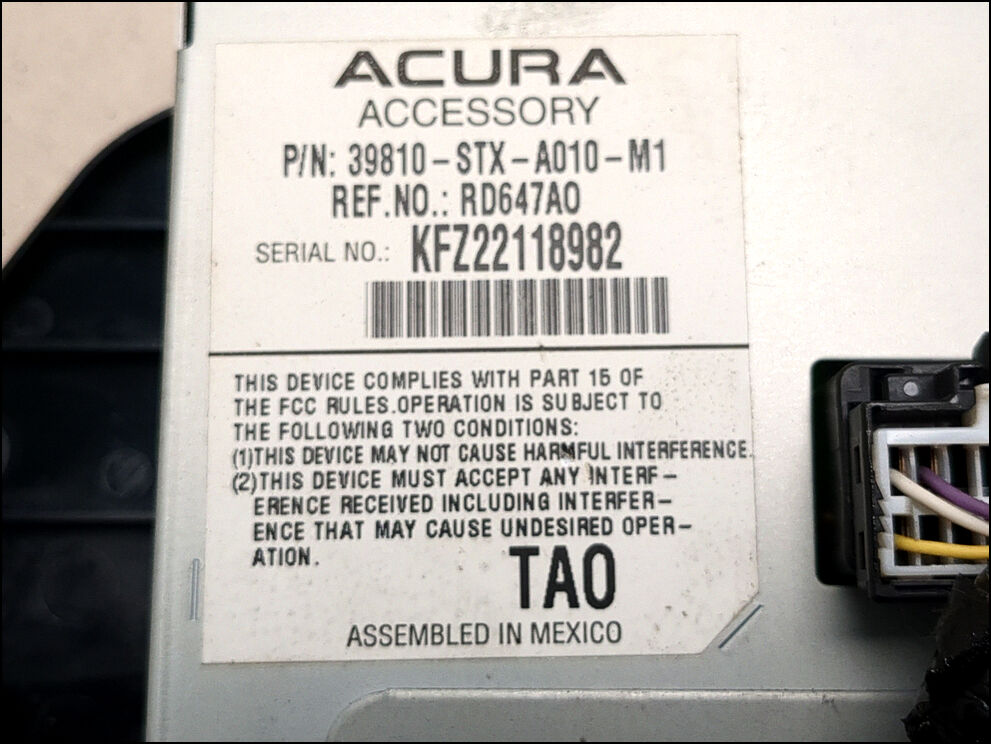 ACURA
ACCESSORY
P/N: 39810-STX-A010-M1
REF.NO.: RD647A0
SERIAL NO.: KFZ22118982
THIS DEVICE COMPLIES WITH PART 15 OF
THE FCC RULES.OPERATION IS SUBJECT TO
THE FOLLOWING TWO CONDITIONS:
(1)THIS DEVICE MAY NOT CAUSE HARMFUL INTERFERENCE.
(2)THIS DEVICE MUST ACCEPT ANY INTERF-
ERENCE RECEIVED INCLUDING INTERFER-
ENCE THAT MAY CAUSE UNDESIRED OPER-
ATION.
TA0
ASSEMBLED IN MEXICO